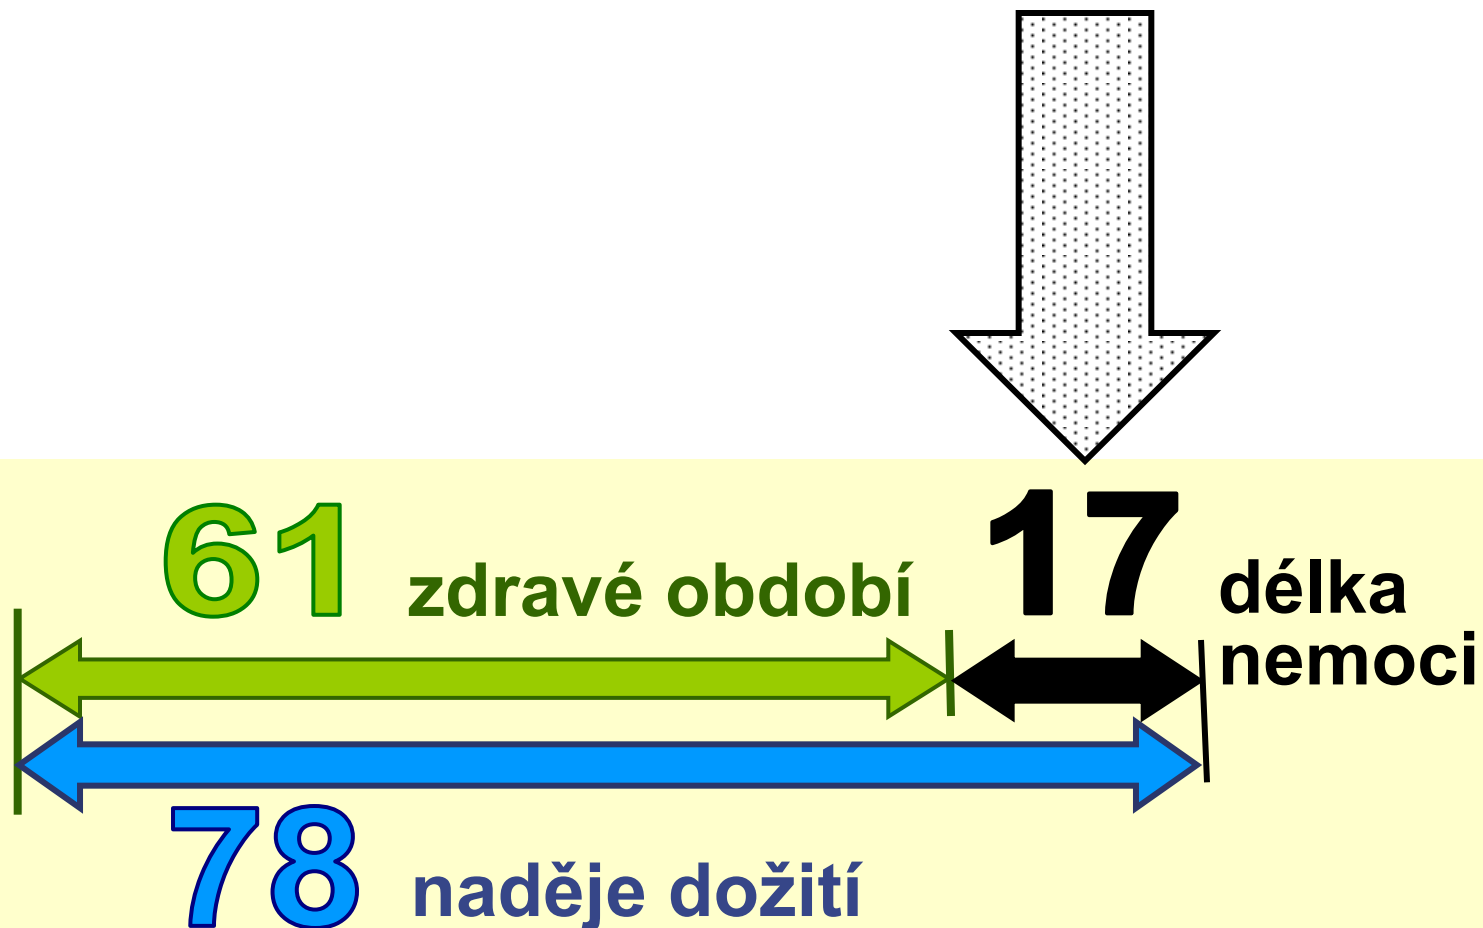 61 zdravé období
17 délka
nemoci
78 naděje dožití